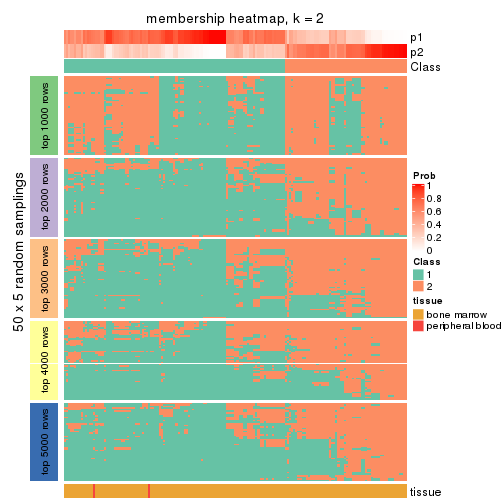 membership heatmap, k = 2
p1
p2
Class
50 x 5 random samplings
top 1000 rows
top 2000 rows
top 3000 rows
top 4000 rows
top 5000 rows
Prob
1
0.8
0.6
0.4
0.2
0
Class
1
2
tissue
bone marrow
peripheral blood
tissue